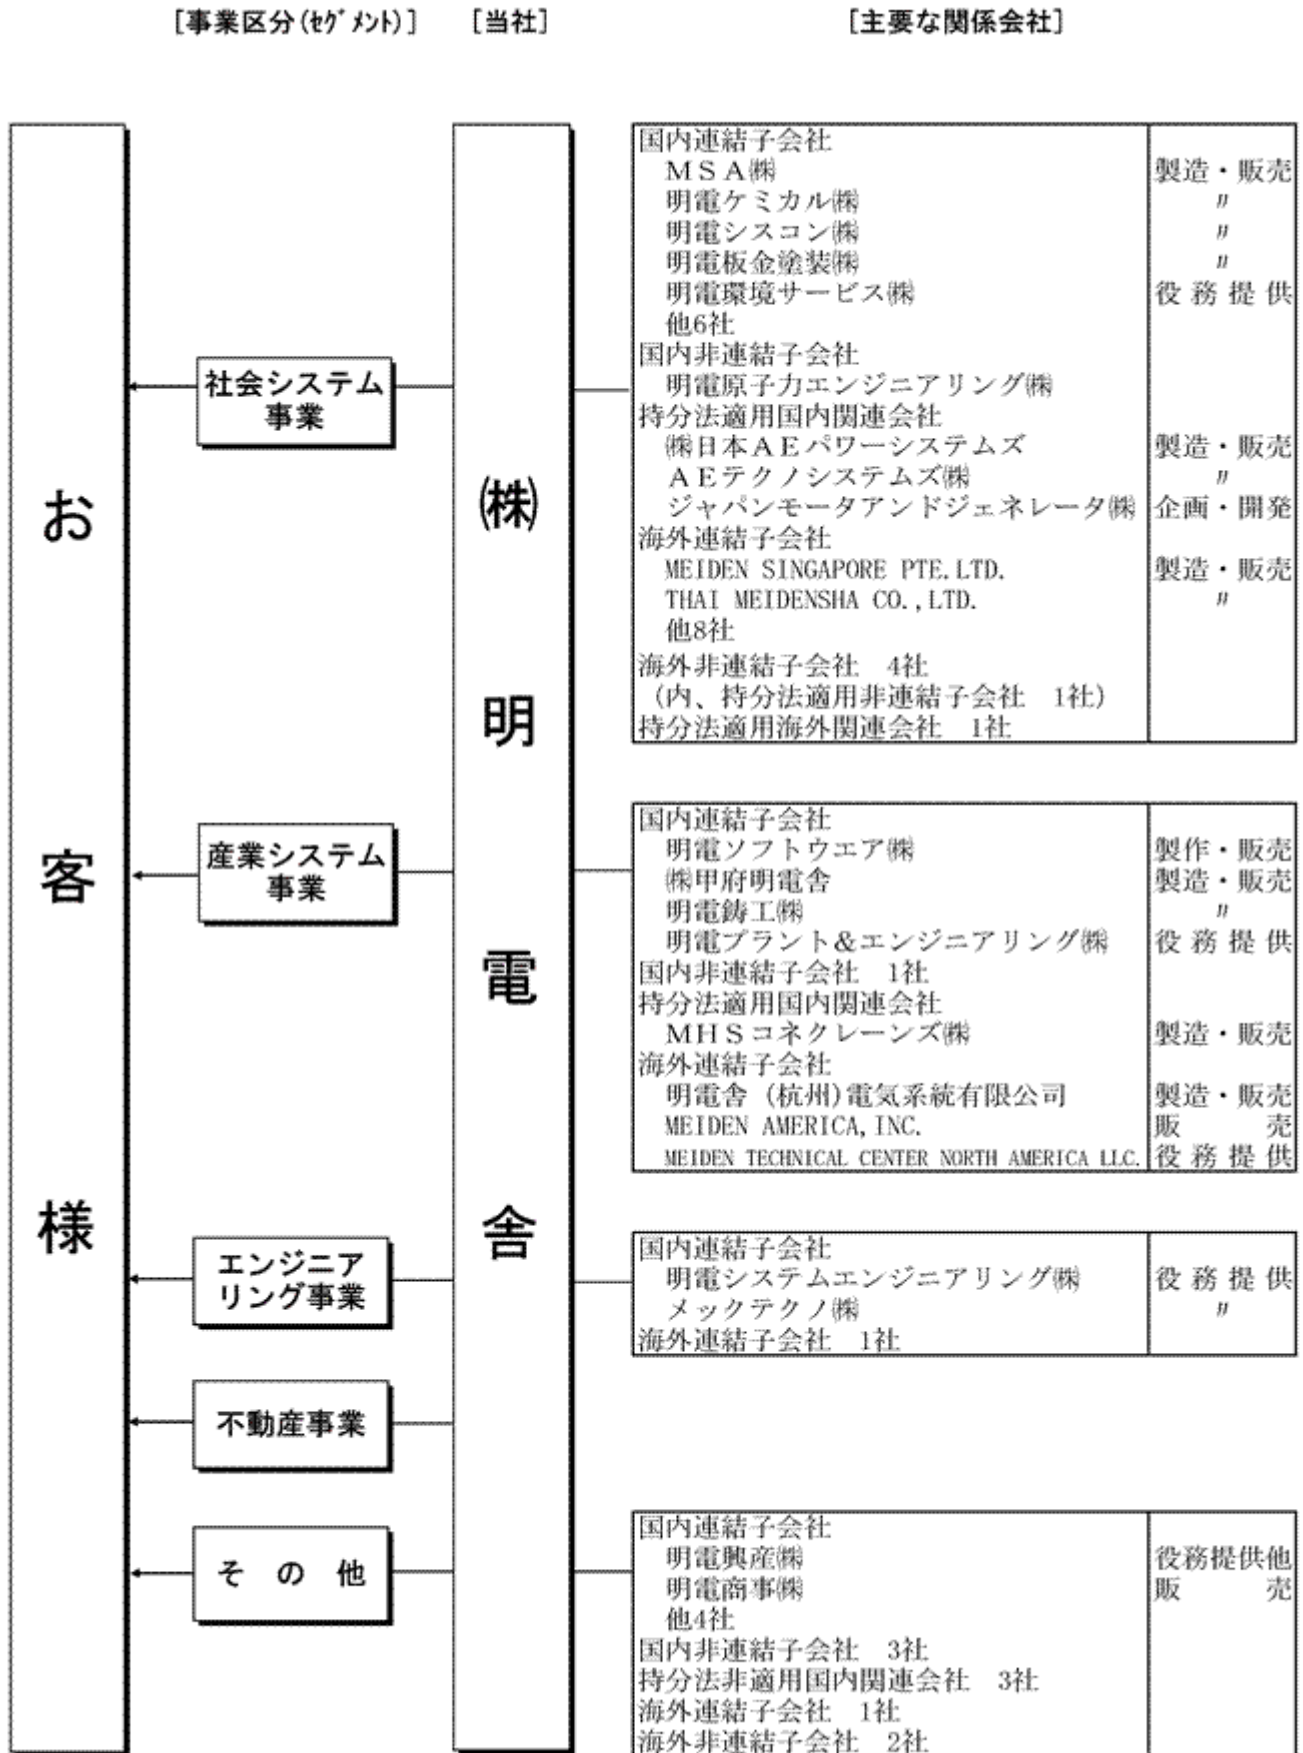 [事業区分(ｾｸﾞﾒﾝﾄ)] [当社] [主要な関係会社]
お客様
㈱明電舎
社会システム
事業
国内連結子会社
ＭＳＡ㈱ 製造・販売
明電ケミカル㈱ 〃
明電シスコン㈱ 〃
明電板金塗装㈱ 〃
明電環境サービス㈱ 役務提供
他6社
国内非連結子会社
明電原子力エンジニアリング㈱
持分法適用国内関連会社
㈱日本ＡＥパワーシステムズ 製造・販売
ＡＥテクノシステムズ㈱ 〃
ジャパンモータアンドジェネレータ㈱ 企画・開発
海外連結子会社
MEIDEN SINGAPORE PTE.LTD. 製造・販売
THAI MEIDENSHA CO.,LTD. 〃
他8社
海外非連結子会社　4社
（内、持分法適用非連結子会社　1社）
持分法適用海外関連会社　1社
産業システム
事業
国内連結子会社
明電ソフトウエア㈱ 製作・販売
㈱甲府明電舎 製造・販売
明電鋳工㈱ 〃
明電プラント＆エンジニアリング㈱ 役務提供
国内非連結子会社　1社
持分法適用国内関連会社
ＭＨＳコネクレーンズ㈱ 製造・販売
海外連結子会社
明電舎（杭州)電気系統有限公司 製造・販売
MEIDEN AMERICA,INC. 販　　　売
MEIDEN TECHNICAL CENTER NORTH AMERICA LLC. 役務提供
エンジニア
リング事業
国内連結子会社
明電システムエンジニアリング㈱ 役務提供
メックテクノ㈱ 〃
海外連結子会社　1社
不動産事業
そ　の　他
国内連結子会社
明電興産㈱ 役務提供他
明電商事㈱ 販　　　売
他4社
国内非連結子会社　3社
持分法非適用国内関連会社　3社
海外連結子会社　1社
海外非連結子会社　2社